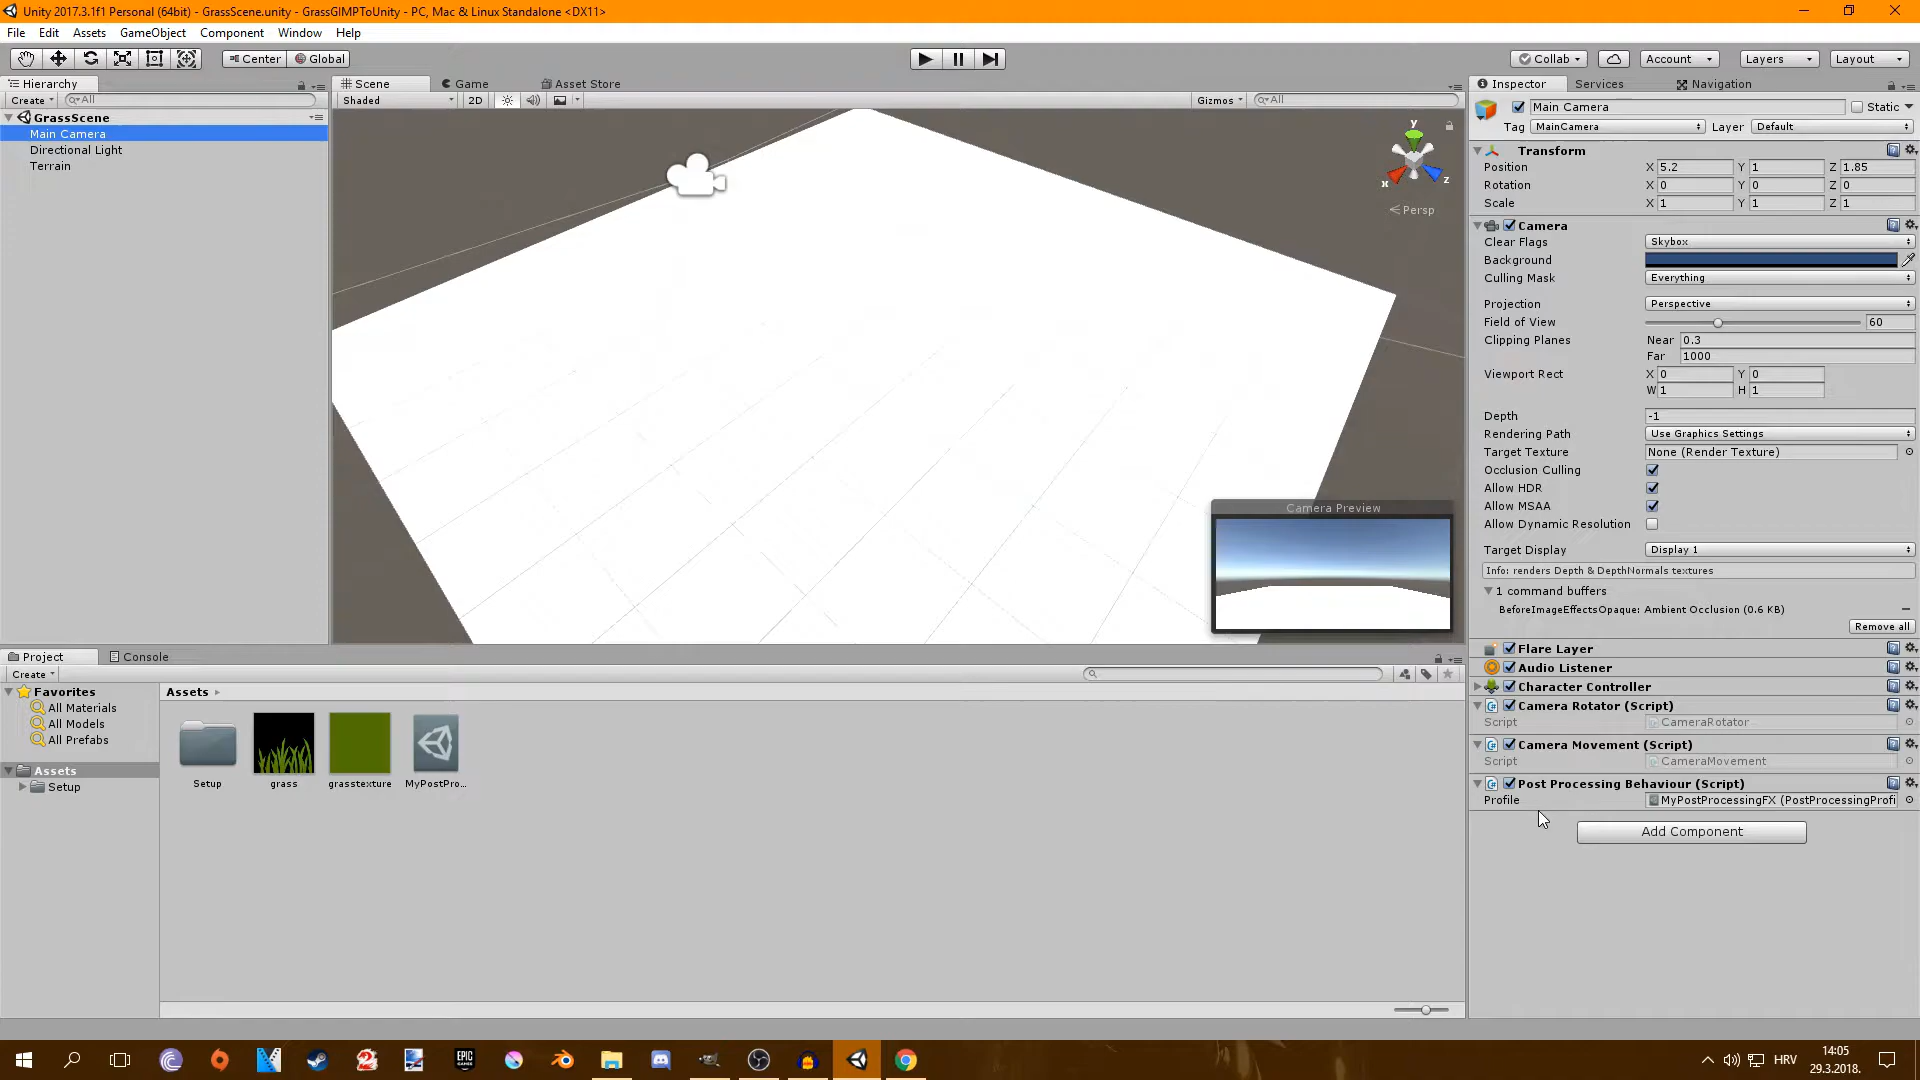 Unity 2017.3.1f1 Personal (64bit) - GrassScene.unity - GrassGIMPToUnity - PC, Mac & Linux Standalone <DX11>
File Edit Assets GameObject Component Window Help
Center Global Collab Account Layers Layout
Hierarchy
Create All
GrassScene
Main Camera
Directional Light
Terrain
Scene Game Asset Store
Shaded 2D Gizmos All
y
x z
Persp
Camera Preview
Inspector Services Navigation
Main Camera Static
Tag MainCamera Layer Default
Transform
Position X 5.2 Y 1 Z 1.85
Rotation X 0 Y 0 Z 0
Scale X 1 Y 1 Z 1
Camera
Clear Flags Skybox
Background
Culling Mask Everything
Projection Perspective
Field of View 60
Clipping Planes Near 0.3
Far 1000
Viewport Rect X 0 Y 0
W 1 H 1
Depth -1
Rendering Path Use Graphics Settings
Target Texture None (Render Texture)
Occlusion Culling
Allow HDR
Allow MSAA
Allow Dynamic Resolution
Target Display Display 1
Info: renders Depth & DepthNormals textures
1 command buffers
BeforeImageEffectsOpaque: Ambient Occlusion (0.6 KB)
Remove all
Flare Layer
Audio Listener
Character Controller
Camera Rotator (Script)
Script CameraRotator
Camera Movement (Script)
Script CameraMovement
Post Processing Behaviour (Script)
Profile MyPostProcessingFX (PostProcessingProfi
Add Component
Project Console
Create
Favorites
All Materials
All Models
All Prefabs
Assets
Setup
Assets
Setup grass grasstexture MyPostPro...
EPIC GAMES
HRV 14:05
29.3.2018.